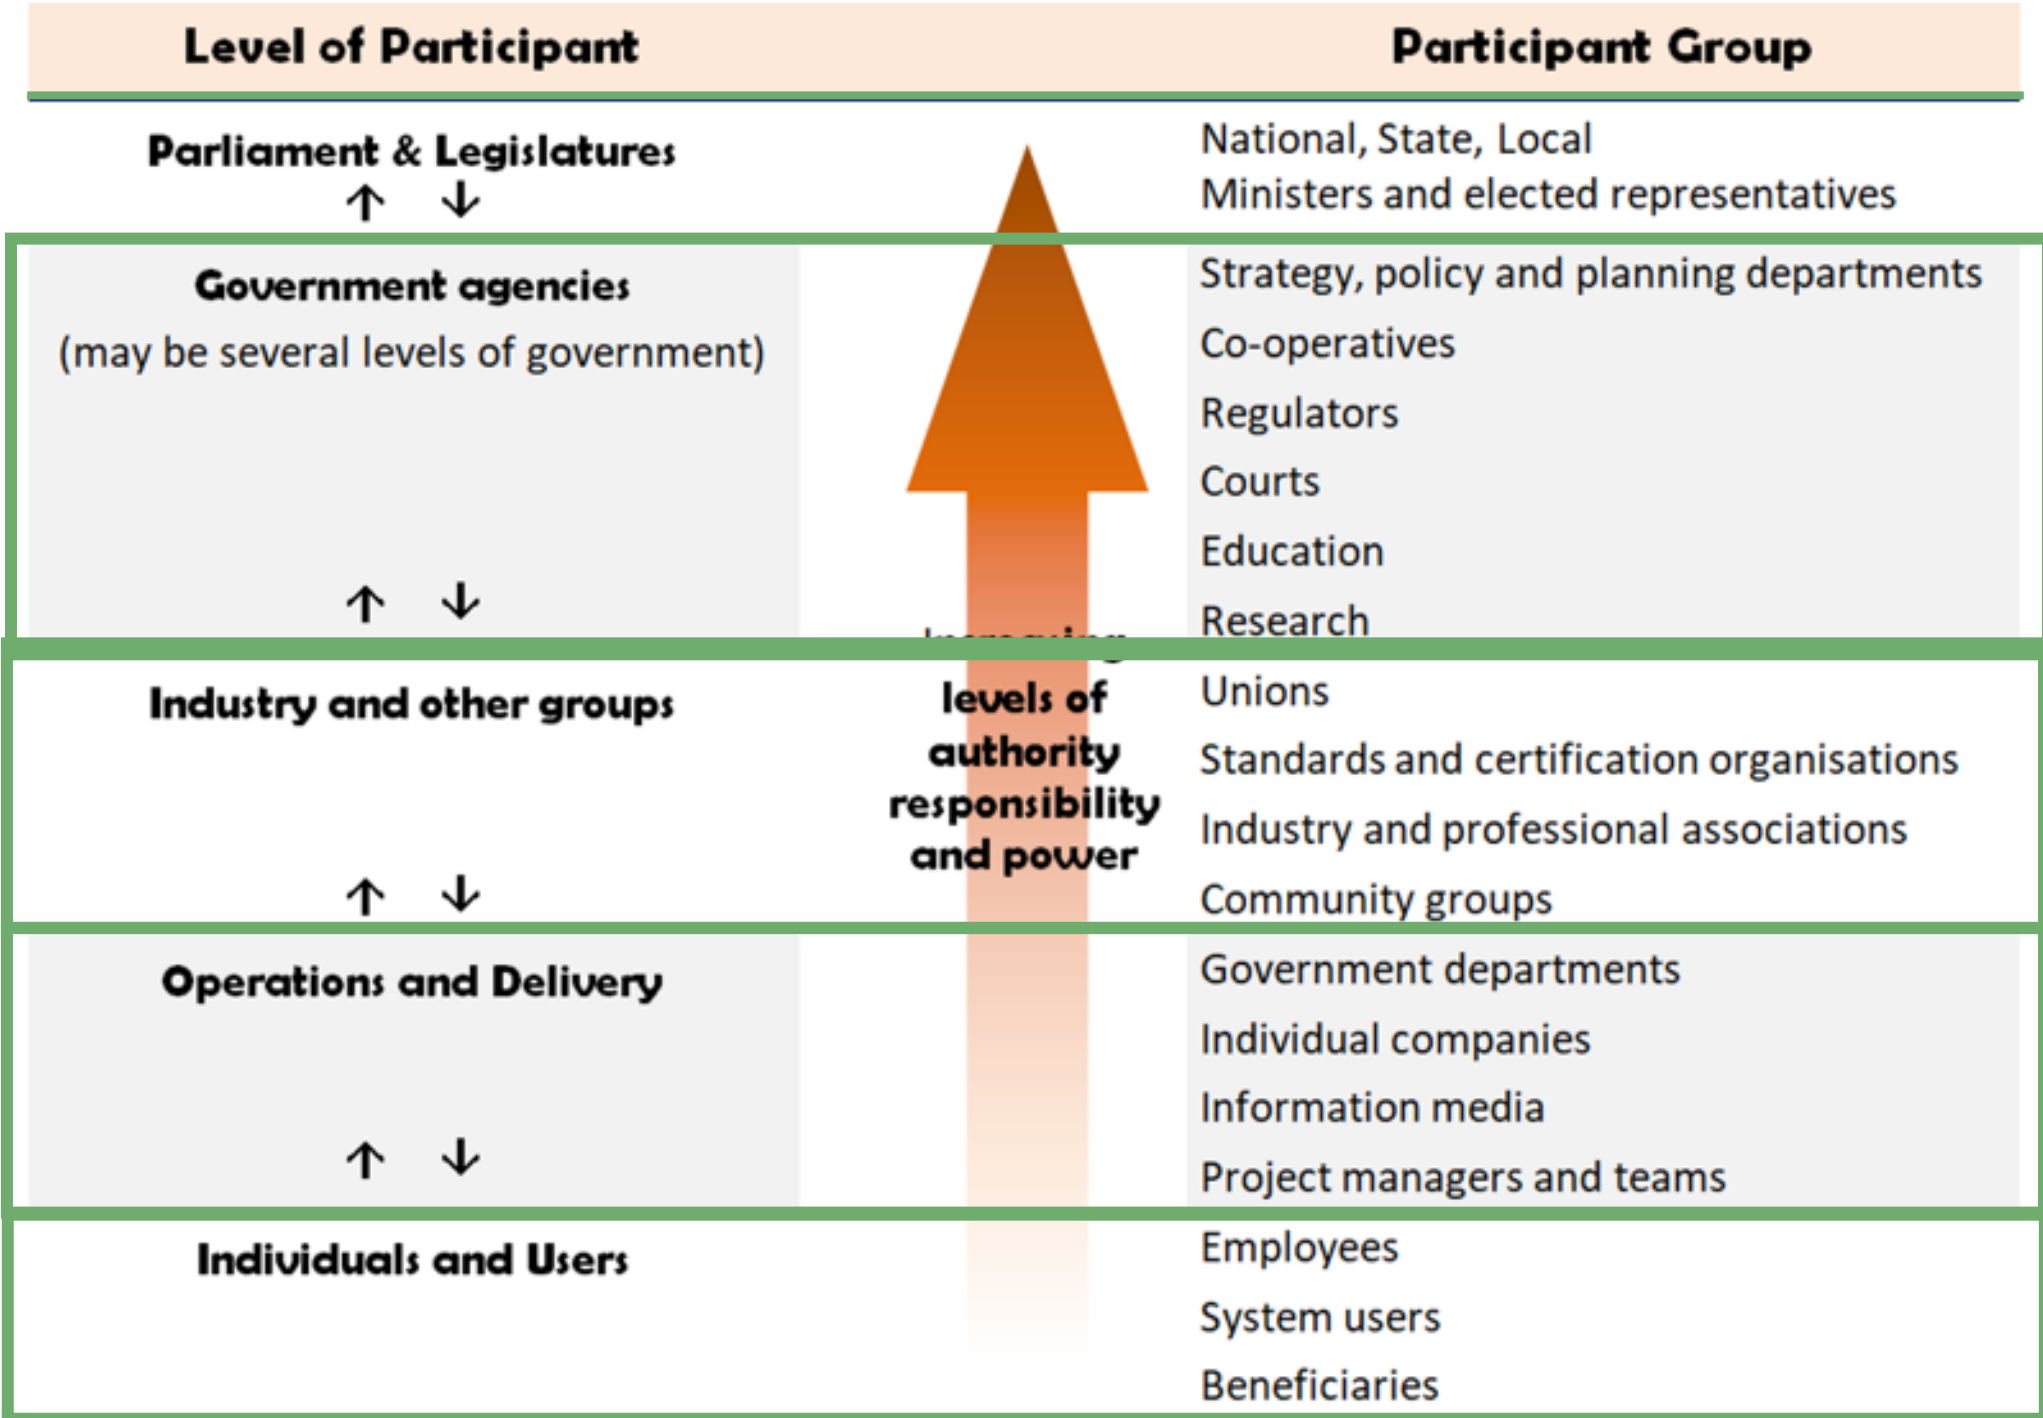 Level of Participant
Participant Group
Parliament & Legislatures
↑ ↓
National, State, Local
Ministers and elected representatives
Government agencies
(may be several levels of government)
↑ ↓
Strategy, policy and planning departments
Co-operatives
Regulators
Courts
Education
Research
Increasing
levels of
authority
responsibility
and power
Industry and other groups
↑ ↓
Unions
Standards and certification organisations
Industry and professional associations
Community groups
Operations and Delivery
↑ ↓
Government departments
Individual companies
Information media
Project managers and teams
Individuals and Users
Employees
System users
Beneficiaries